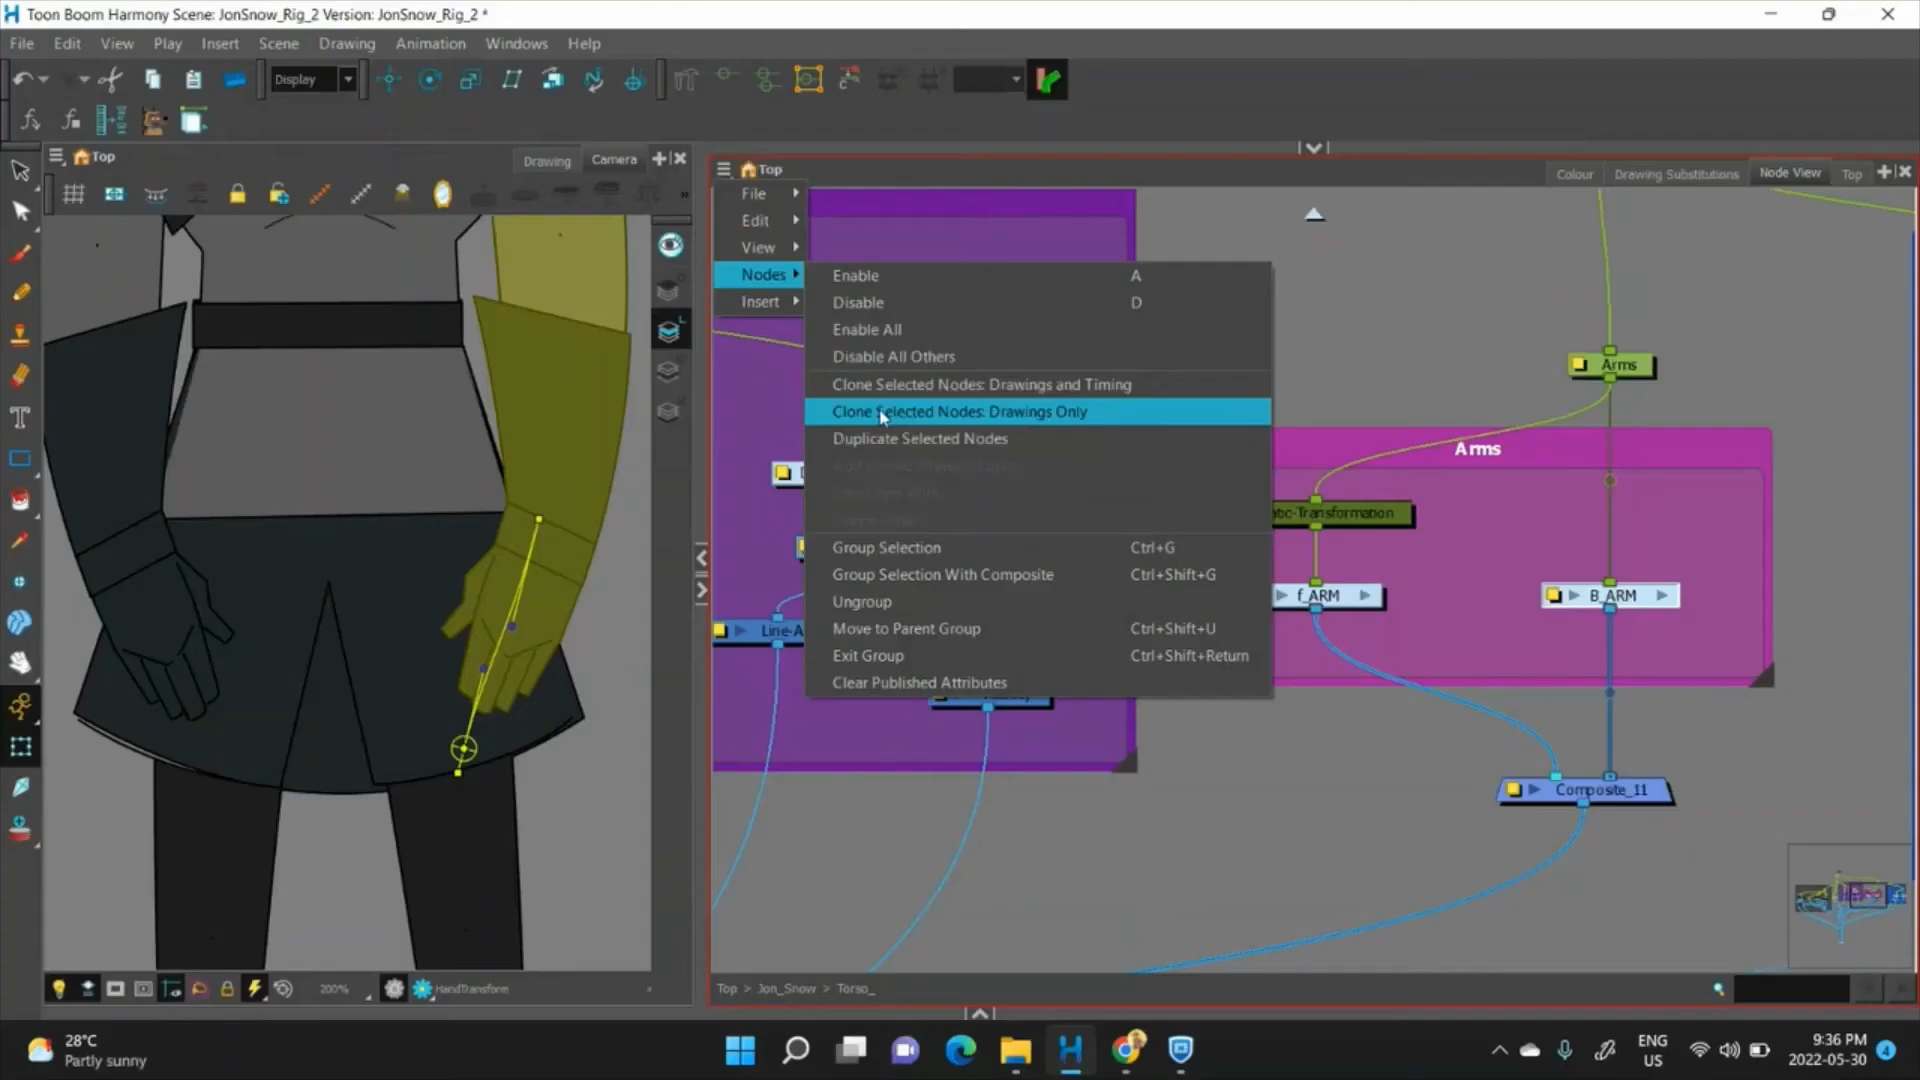 Toon Boom Harmony Scene: JonSnow_Rig_2 Version: JonSnow_Rig_2 *
File Edit View Play Insert Scene Drawing Animation Windows Help
Display
Top
Drawing Camera
Top
Colour Drawing Substitutions Node View Top
File
Edit
View
Nodes
Insert
Enable A
Disable D
Enable All
Disable All Others
Clone Selected Nodes: Drawings and Timing
Clone Selected Nodes: Drawings Only
Duplicate Selected Nodes
Group Selection Ctrl+G
Group Selection With Composite Ctrl+Shift+G
Ungroup
Move to Parent Group Ctrl+Shift+U
Exit Group Ctrl+Shift+Return
Clear Published Attributes
Line-A
Arms
Arms
atic-Transformation
f_ARM
B_ARM
Composite_11
200%
HandTransform
Top > Jon_Snow > Torso_
28°C
Partly sunny
ENG
US
9:36 PM
2022-05-30
4